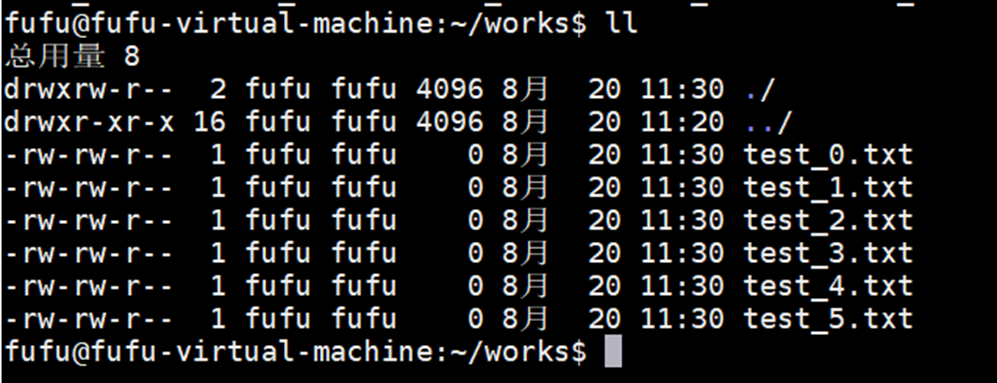 fufu@fufu-virtual-machine:~/works$ ll
总用量 8
drwxrw-r-- 2 fufu fufu 4096 8月 20 11:30 ./
drwxr-xr-x 16 fufu fufu 4096 8月 20 11:20 ../
-rw-rw-r-- 1 fufu fufu 0 8月 20 11:30 test_0.txt
-rw-rw-r-- 1 fufu fufu 0 8月 20 11:30 test_1.txt
-rw-rw-r-- 1 fufu fufu 0 8月 20 11:30 test_2.txt
-rw-rw-r-- 1 fufu fufu 0 8月 20 11:30 test_3.txt
-rw-rw-r-- 1 fufu fufu 0 8月 20 11:30 test_4.txt
-rw-rw-r-- 1 fufu fufu 0 8月 20 11:30 test_5.txt
fufu@fufu-virtual-machine:~/works$